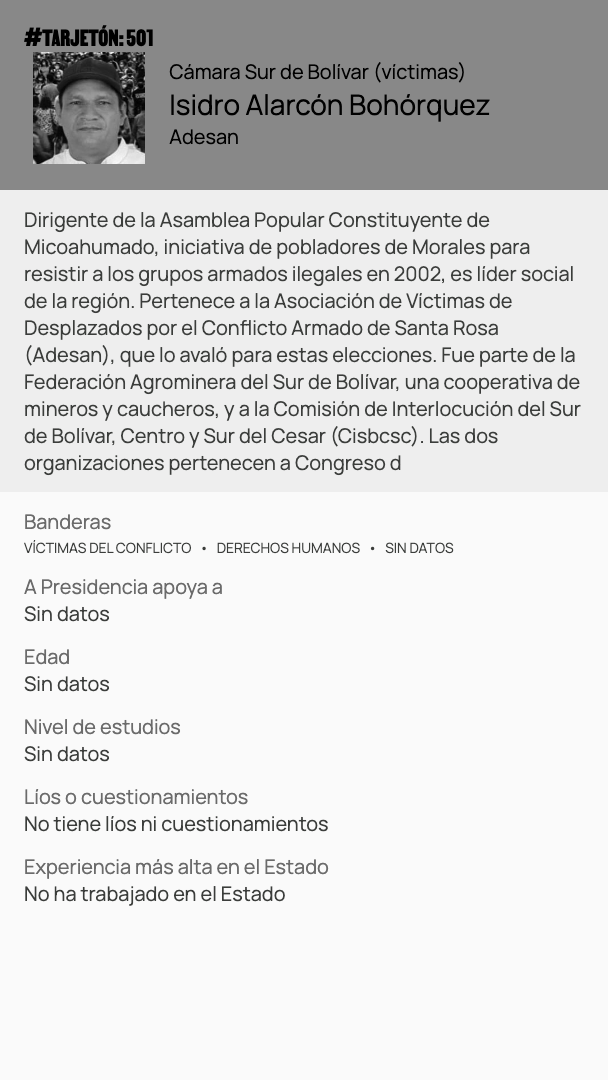 #TARJETÓN: 501
Cámara Sur de Bolívar (víctimas)
Isidro Alarcón Bohórquez
Adesan
Dirigente de la Asamblea Popular Constituyente de
Micoahumado, iniciativa de pobladores de Morales para
resistir a los grupos armados ilegales en 2002, es líder social
de la región. Pertenece a la Asociación de Víctimas de
Desplazados por el Conflicto Armado de Santa Rosa
(Adesan), que lo avaló para estas elecciones. Fue parte de la
Federación Agrominera del Sur de Bolívar, una cooperativa de
mineros y caucheros, y a la Comisión de Interlocución del Sur
de Bolívar, Centro y Sur del Cesar (Cisbcsc). Las dos
organizaciones pertenecen a Congreso d
Banderas
VÍCTIMAS DEL CONFLICTO • DERECHOS HUMANOS • SIN DATOS
A Presidencia apoya a
Sin datos
Edad
Sin datos
Nivel de estudios
Sin datos
Líos o cuestionamientos
No tiene líos ni cuestionamientos
Experiencia más alta en el Estado
No ha trabajado en el Estado